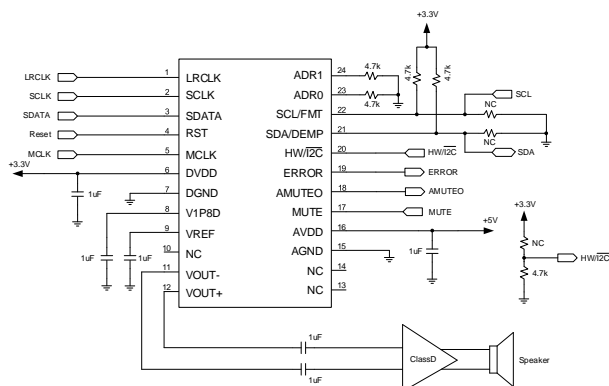 +3.3V
4.7k
4.7k
LRCLK
1
LRCLK
ADR1
24
4.7k
SCLK
2
SCLK
ADR0
23
4.7k
SDATA
3
SDATA
SCL/FMT
22
SCL
NC
Reset
4
RST
SDA/DEMP
21
NC
SDA
MCLK
5
MCLK
HW/I2C
20
HW/I2C
+3.3V
6
DVDD
ERROR
19
ERROR
1uF
7
DGND
AMUTEO
18
AMUTEO
8
V1P8D
MUTE
17
MUTE
9
VREF
AVDD
16
+5V
1uF
1uF
10
NC
AGND
15
1uF
11
VOUT-
NC
14
12
VOUT+
NC
13
+3.3V
NC
HW/I2C
4.7k
1uF
1uF
ClassD
Speaker